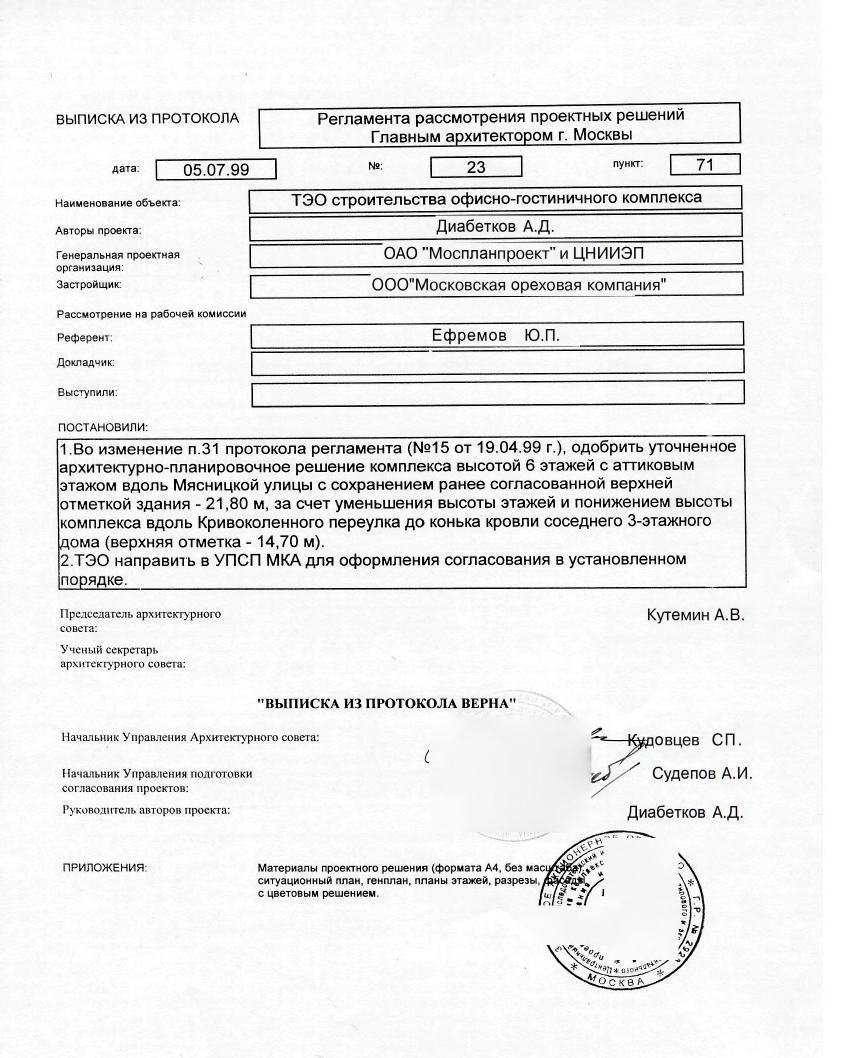 ВЫПИСКА ИЗ ПРОТОКОЛА
Регламента рассмотрения проектных решений
Главным архитектором г. Москвы
дата: 05.07.99 №: 23 пункт: 71
Наименование объекта: ТЭО строительства офисно-гостиничного комплекса
Авторы проекта: Диабетков А.Д.
Генеральная проектная организация: ОАО "Моспланпроект" и ЦНИИЭП
Застройщик: ООО"Московская ореховая компания"
Рассмотрение на рабочей комиссии
Референт: Ефремов Ю.П.
Докладчик:
Выступили:
ПОСТАНОВИЛИ:
1.Во изменение п.31 протокола регламента (№15 от 19.04.99 г.), одобрить уточненное
архитектурно-планировочное решение комплекса высотой 6 этажей с аттиковым
этажом вдоль Мясницкой улицы с сохранением ранее согласованной верхней
отметкой здания - 21,80 м, за счет уменьшения высоты этажей и понижением высоты
комплекса вдоль Кривоколенного переулка до конька кровли соседнего 3-этажного
дома (верхняя отметка - 14,70 м).
2.ТЭО направить в УПСП МКА для оформления согласования в установленном
порядке.
Председатель архитектурного
совета:
Кутемин А.В.
Ученый секретарь
архитектурного совета:
"ВЫПИСКА ИЗ ПРОТОКОЛА ВЕРНА"
Начальник Управления Архитектурного совета: Кудовцев СП.
Начальник Управления подготовки
согласования проектов:
Судепов А.И.
Руководитель авторов проекта: Диабетков А.Д.
ПРИЛОЖЕНИЯ:
Материалы проектного решения (формата А4, без масштаба)
ситуационный план, генплан, планы этажей, разрезы, фасады
с цветовым решением.
МОСКВА